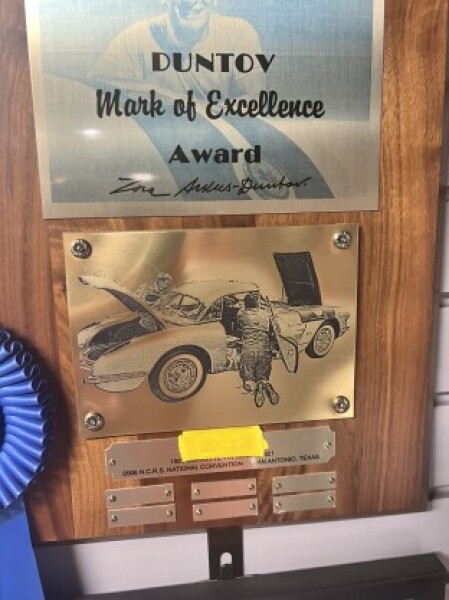 DUNTOV
Mark of Excellence
Award
Zora Arkus-Duntov.
2006 N.C.R.S. NATIONAL CONVENTION AN ANTONIO, TEXAS